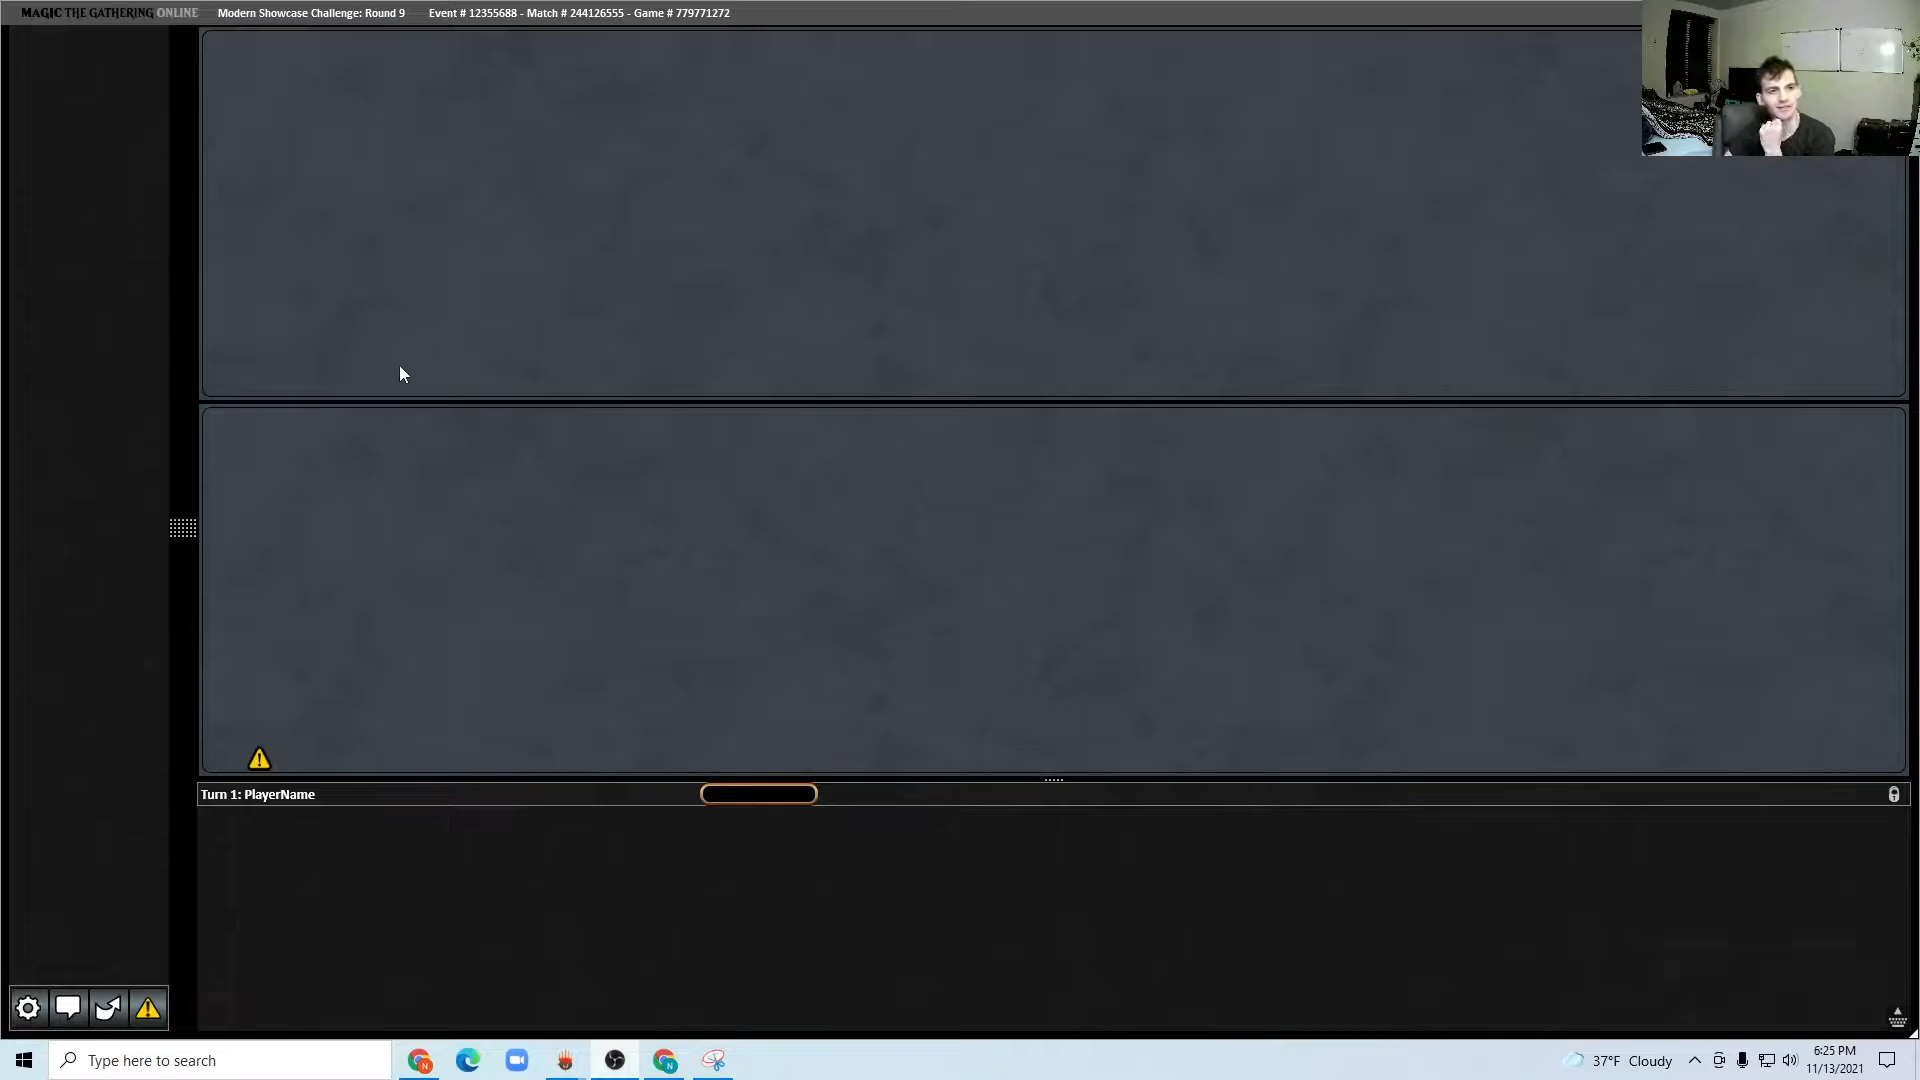 MAGIC THE GATHERING ONLINE Modern Showcase Challenge: Round 9 Event # 12355688 - Match # 244126555 - Game # 779771272
Turn 1: PlayerName
Type here to search
N
N
37°F Cloudy
6:25 PM
11/13/2021